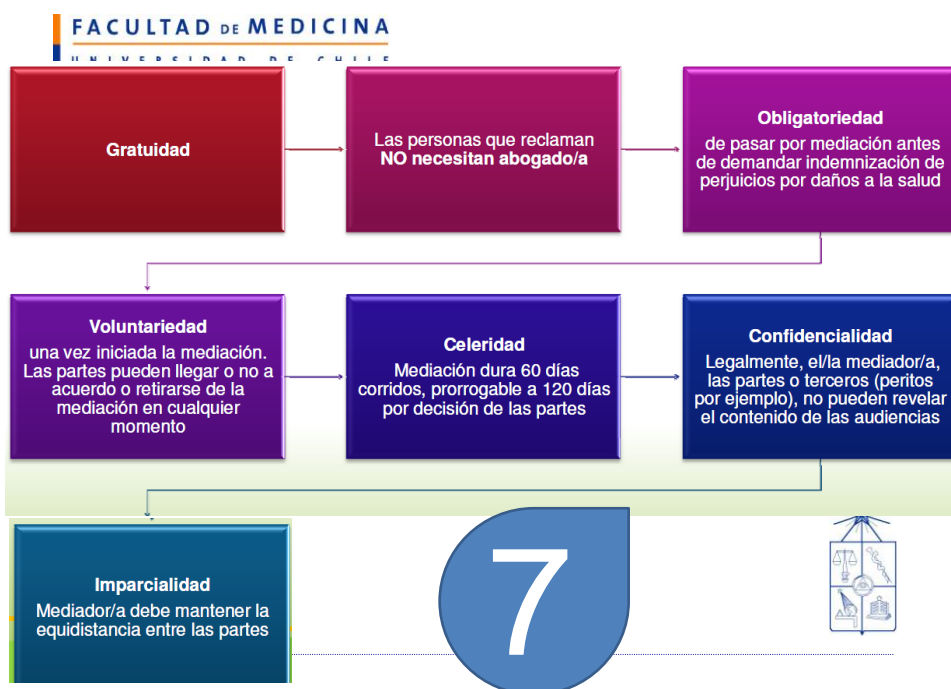 FACULTAD DE MEDICINA
UNIVERSIDAD DE CHILE
Gratuidad
Las personas que reclaman
NO necesitan abogado/a
Obligatoriedad
de pasar por mediación antes
de demandar indemnización de
perjuicios por daños a la salud
Voluntariedad
una vez iniciada la mediación.
Las partes pueden llegar o no a
acuerdo o retirarse de la
mediación en cualquier
momento
Celeridad
Mediación dura 60 días
corridos, prorrogable a 120 días
por decisión de las partes
Confidencialidad
Legalmente, el/la mediador/a,
las partes o terceros (peritos
por ejemplo), no pueden revelar
el contenido de las audiencias
Imparcialidad
Mediador/a debe mantener la
equidistancia entre las partes
7